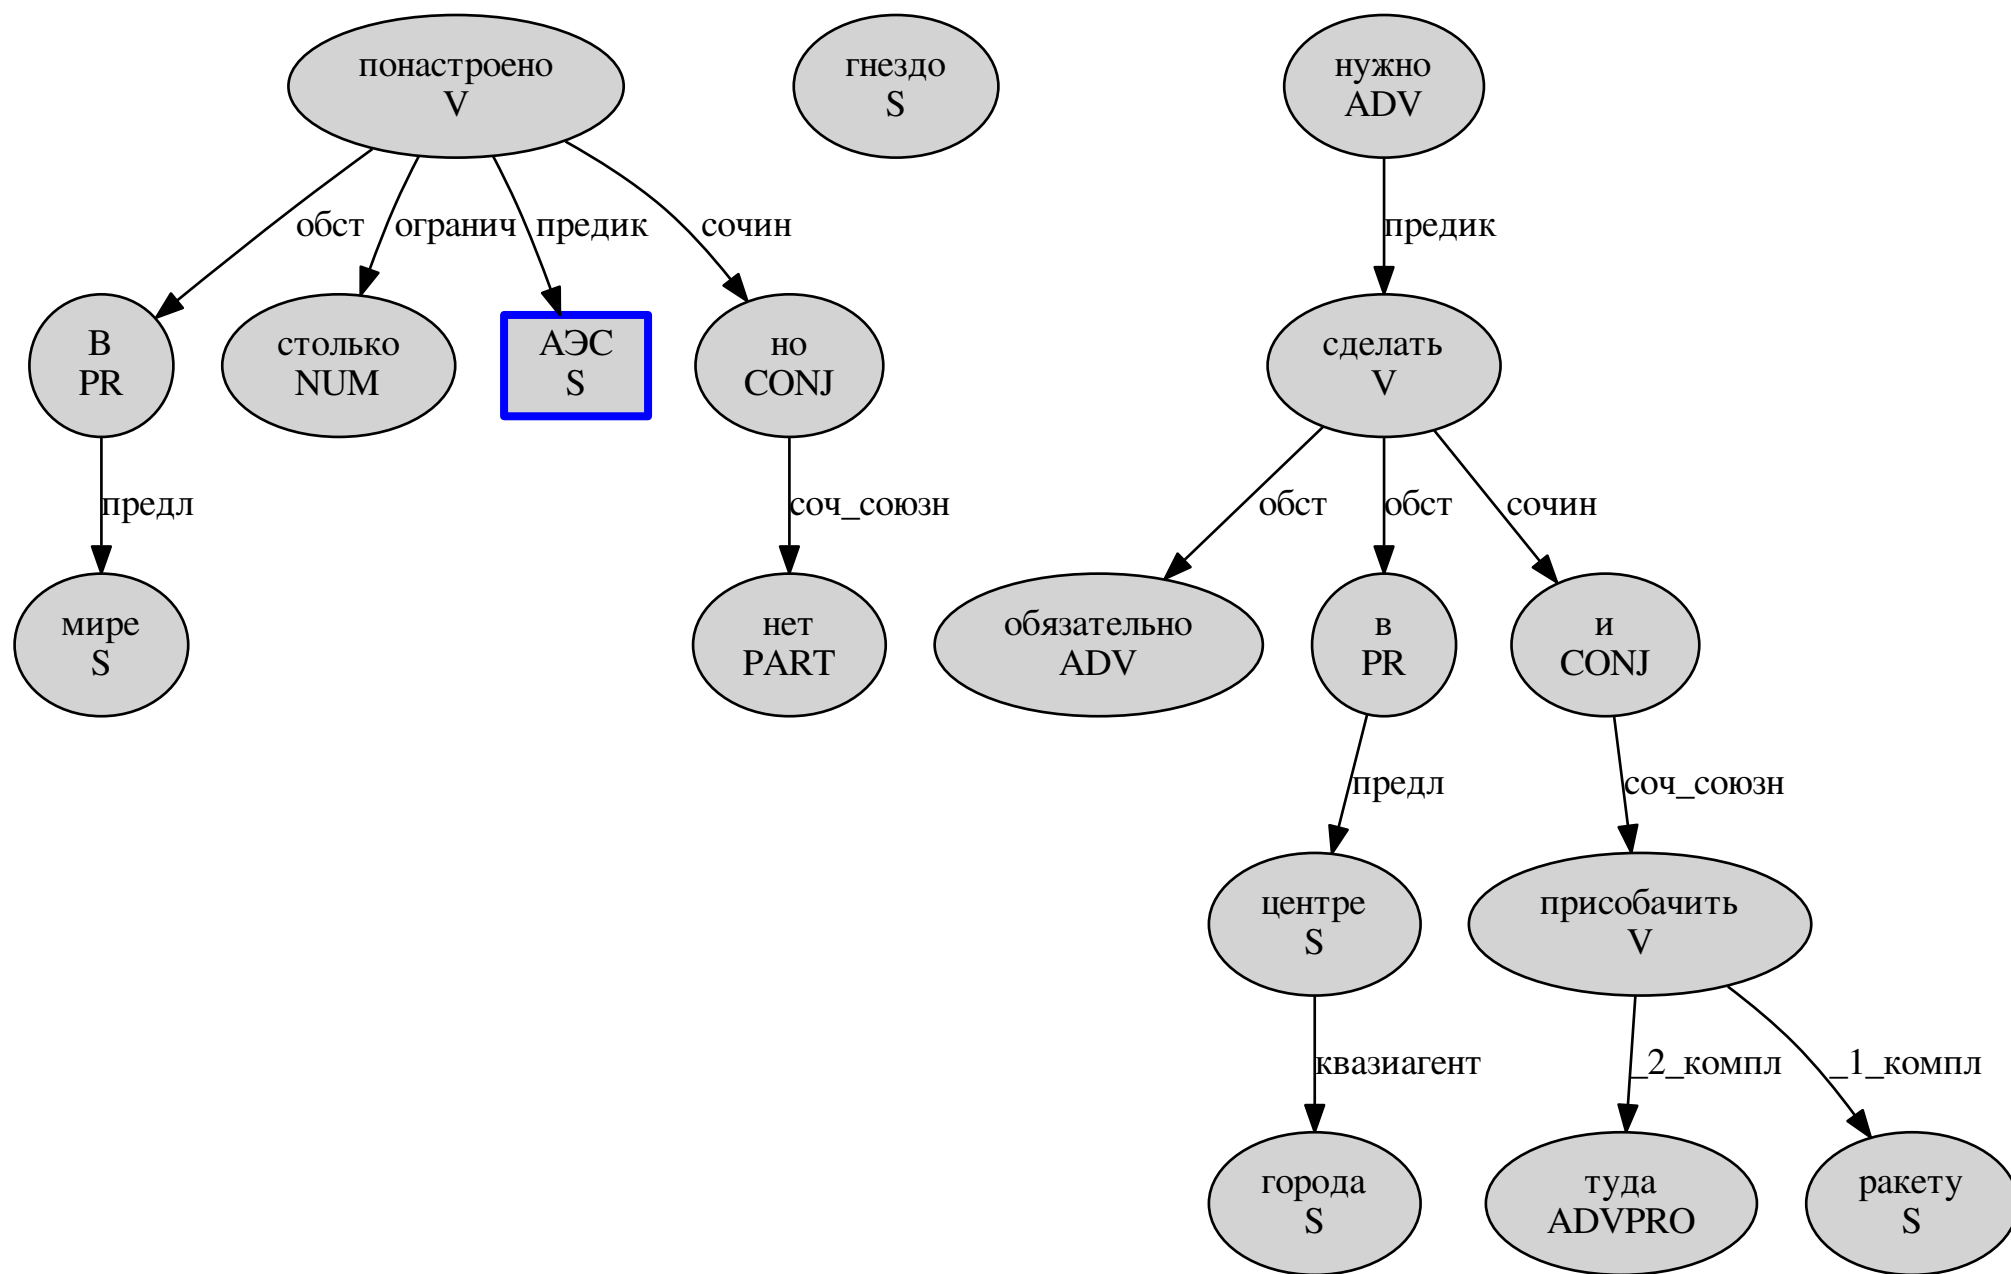 понастроено
V
гнездо
S
нужно
ADV
обст
огранич
предик
сочин
предик
В
PR
столько
NUM
АЭС
S
но
CONJ
сделать
V
предл
соч_союзн
обст
обст
сочин
мире
S
нет
PART
обязательно
ADV
в
PR
и
CONJ
предл
соч_союзн
центре
S
присобачить
V
квазиагент
_2_компл
_1_компл
города
S
туда
ADVPRO
ракету
S